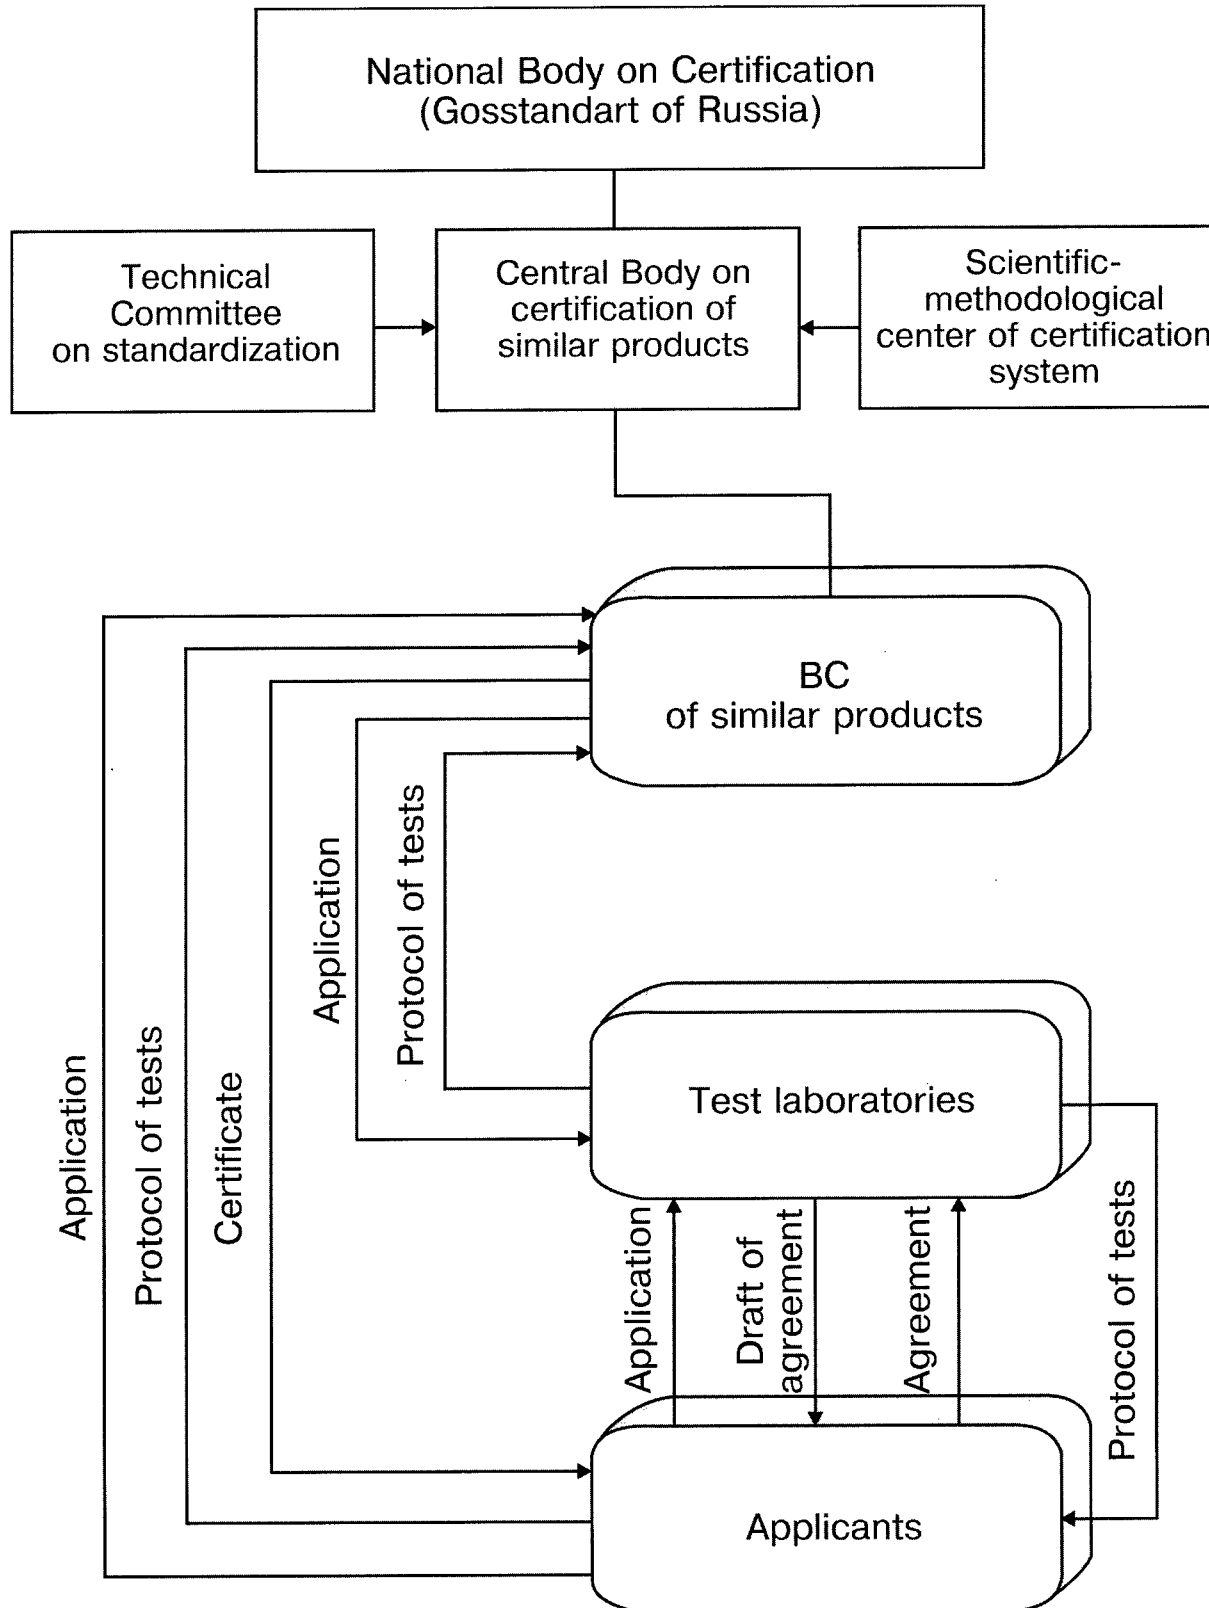 National Body on Certification
(Gosstandart of Russia)
Technical
Committee
on standardization
Central Body on
certification of
similar products
Scientific-
methodological
center of certification
system
BC
of similar products
Application
Protocol of tests
Certificate
Application
Protocol of tests
Test laboratories
Application
Draft of
agreement
Agreement
Protocol of tests
Applicants